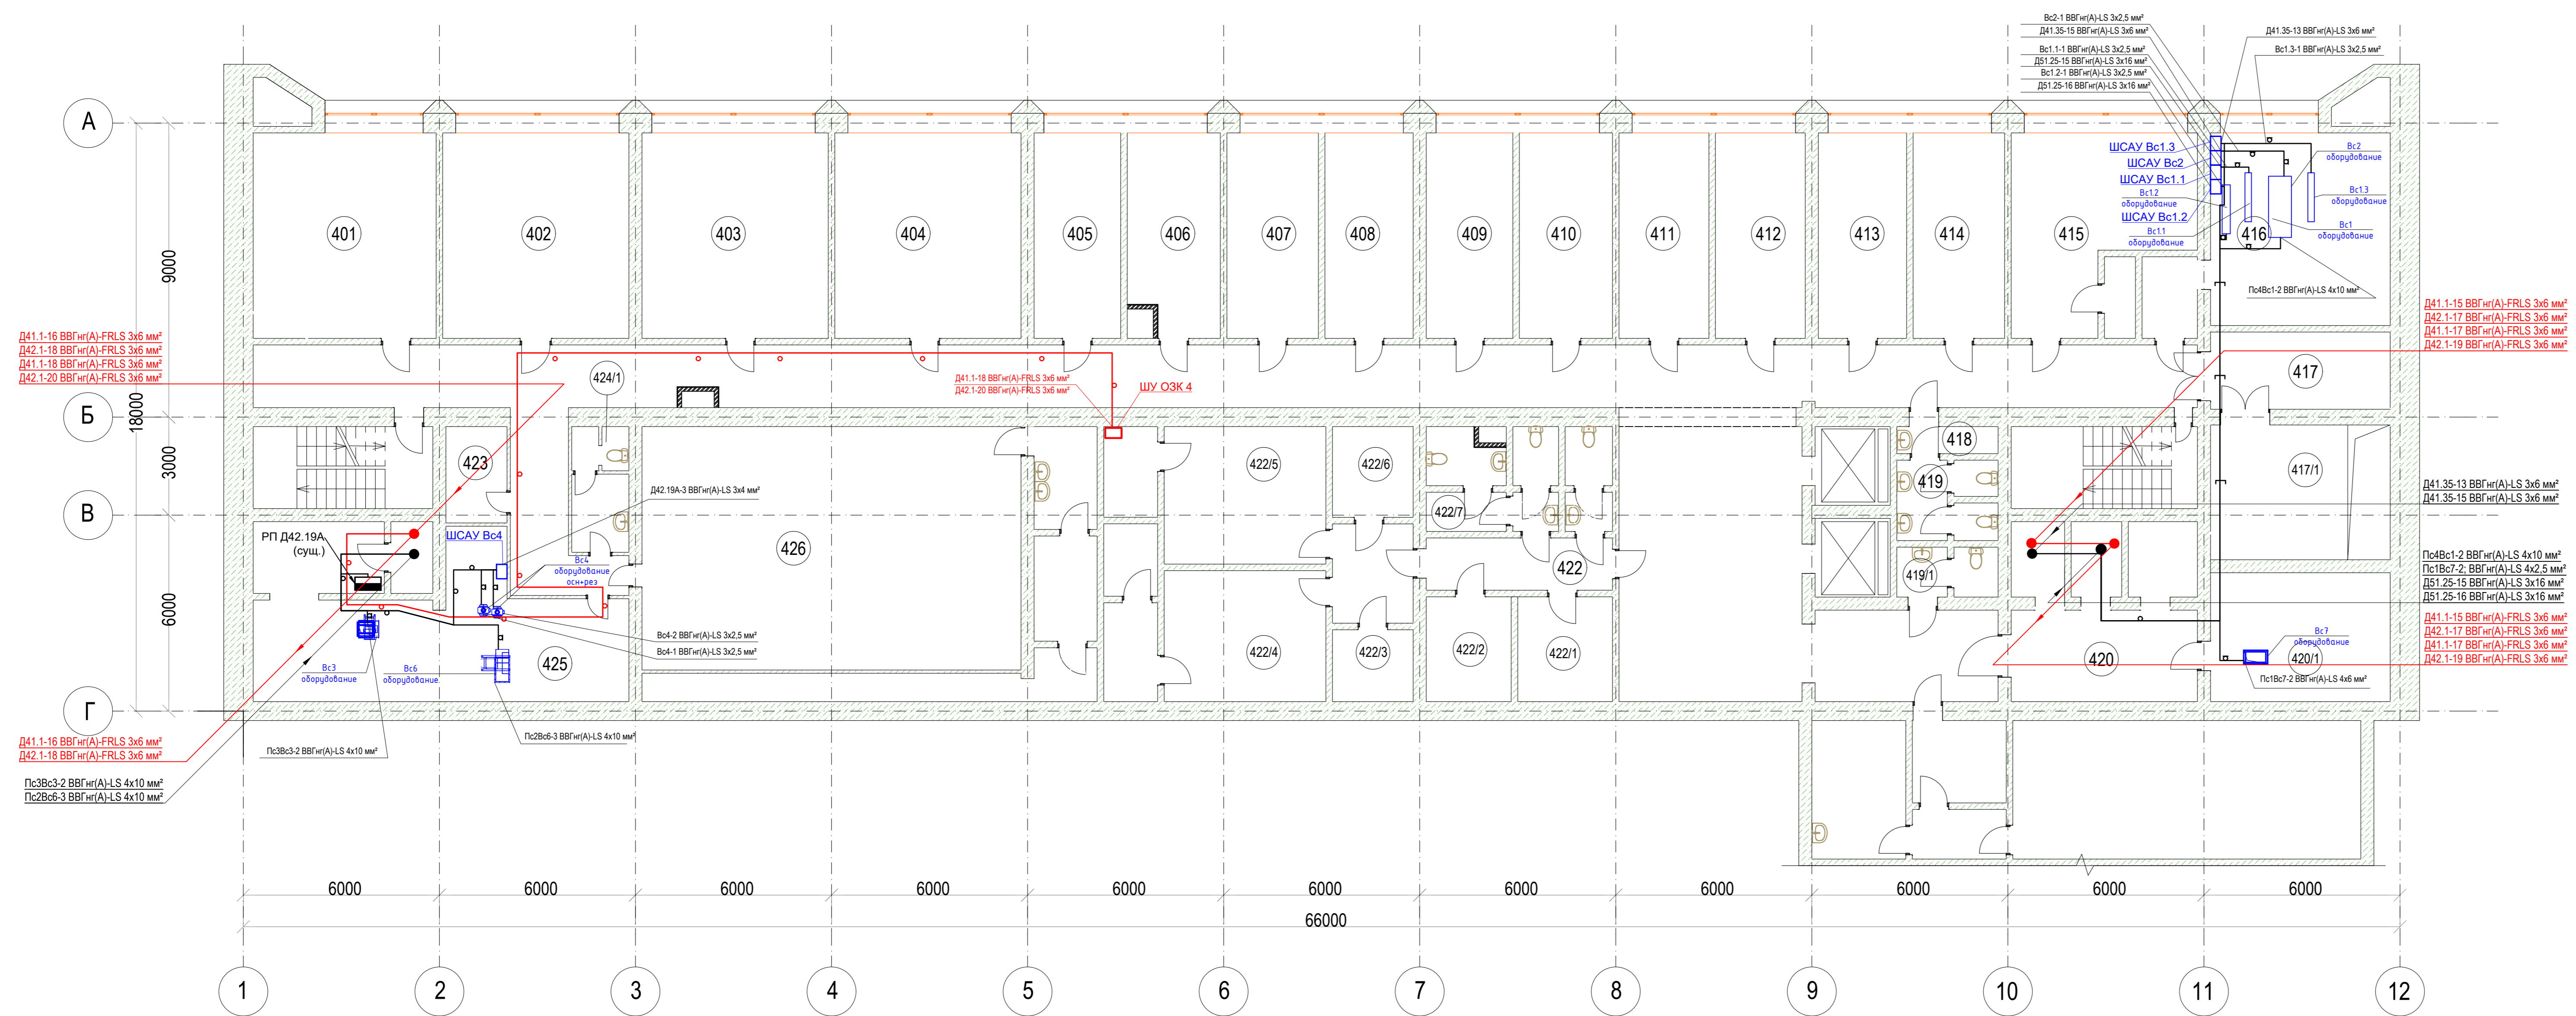 Вс2-1 ВВГнг(А)-LS 3х2,5 мм²
Д41.35-15 ВВГнг(А)-LS 3х6 мм²
Вс1.1-1 ВВГнг(А)-LS 3х2,5 мм²
Д51.25-15 ВВГнг(А)-LS 3х16 мм²
Вс1.2-1 ВВГнг(А)-LS 3х2,5 мм²
Д51.25-16 ВВГнг(А)-LS 3х16 мм²
Д41.35-13 ВВГнг(А)-LS 3х6 мм²
Вс1.3-1 ВВГнг(А)-LS 3х2,5 мм²
А
ШСАУ Вс1.3
ШСАУ Вс2
ШСАУ Вс1.1
Вс1.2
оборудование
ШСАУ Вс1.2
Вс1.1
оборудование
Вс2
оборудование
Вс1.3
оборудование
Вс1
оборудование
401
402
403
404
405
406
407
408
409
410
411
412
413
414
415
416
9000
18000
3000
6000
Пс4Вс1-2 ВВГнг(А)-LS 4х10 мм²
Д41.1-15 ВВГнг(А)-FRLS 3х6 мм²
Д42.1-17 ВВГнг(А)-FRLS 3х6 мм²
Д41.1-17 ВВГнг(А)-FRLS 3х6 мм²
Д42.1-19 ВВГнг(А)-FRLS 3х6 мм²
Д41.1-16 ВВГнг(А)-FRLS 3х6 мм²
Д42.1-18 ВВГнг(А)-FRLS 3х6 мм²
Д41.1-18 ВВГнг(А)-FRLS 3х6 мм²
Д42.1-20 ВВГнг(А)-FRLS 3х6 мм²
424/1
Д41.1-18 ВВГнг(А)-FRLS 3х6 мм²
Д42.1-20 ВВГнг(А)-FRLS 3х6 мм²
ШУ ОЗК 4
417
Б
423
422/5
422/6
418
419
417/1
Д42.19А-3 ВВГнг(А)-LS 3х4 мм²
Д41.35-13 ВВГнг(А)-LS 3х6 мм²
Д41.35-15 ВВГнг(А)-LS 3х6 мм²
В
422/7
РП Д42.19А
(сущ.)
ШСАУ Вс4
Вс4
оборудование
осн+рез
426
422
419/1
Пс4Вс1-2 ВВГнг(А)-LS 4х10 мм²
Пс1Вс7-2; ВВГнг(А)-LS 4х2,5 мм²
Д51.25-15 ВВГнг(А)-LS 3х16 мм²
Д51.25-16 ВВГнг(А)-LS 3х16 мм²
Д41.1-15 ВВГнг(А)-FRLS 3х6 мм²
Д42.1-17 ВВГнг(А)-FRLS 3х6 мм²
Д41.1-17 ВВГнг(А)-FRLS 3х6 мм²
Д42.1-19 ВВГнг(А)-FRLS 3х6 мм²
Вс4-2 ВВГнг(А)-LS 3х2,5 мм²
Вс4-1 ВВГнг(А)-LS 3х2,5 мм²
Вс3
оборудование
Вс6
оборудование
425
422/4
422/3
422/2
422/1
420
Вс7
оборудование
420/1
Пс1Вс7-2 ВВГнг(А)-LS 4х6 мм²
Г
Д41.1-16 ВВГнг(А)-FRLS 3х6 мм²
Д42.1-18 ВВГнг(А)-FRLS 3х6 мм²
Пс3Вс3-2 ВВГнг(А)-LS 4х10 мм²
Пс2Вс6-3 ВВГнг(А)-LS 4х10 мм²
Пс3Вс3-2 ВВГнг(А)-LS 4х10 мм²
Пс2Вс6-3 ВВГнг(А)-LS 4х10 мм²
6000
6000
6000
6000
6000
6000
6000
6000
6000
6000
6000
66000
1
2
3
4
5
6
7
8
9
10
11
12